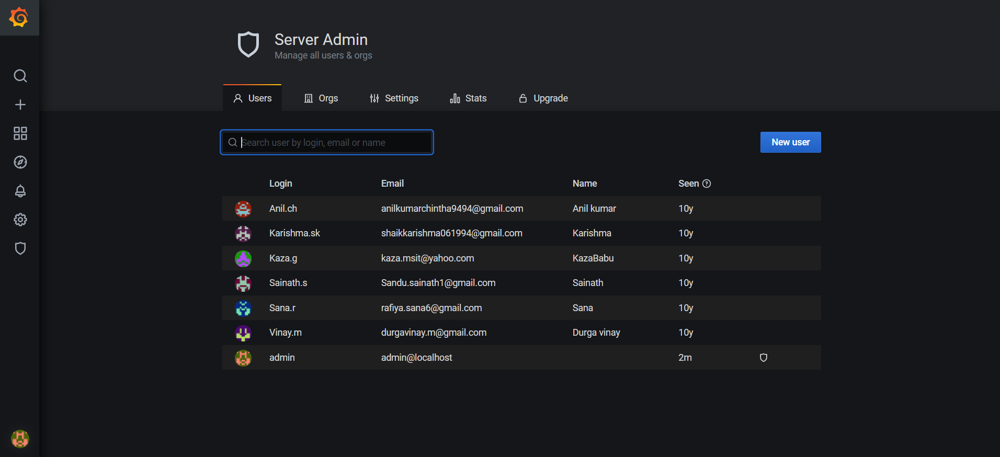 Server Admin
Manage all users & orgs
Users
Orgs
Settings
Stats
Upgrade
Search user by login, email or name
New user
Login Email Name Seen
Anil.ch anilkumarchintha9494@gmail.com Anil kumar 10y
Karishma.sk shaikkarishma061994@gmail.com Karishma 10y
Kaza.g kaza.msit@yahoo.com KazaBabu 10y
Sainath.s Sandu.sainath1@gmail.com Sainath 10y
Sana.r rafiya.sana6@gmail.com Sana 10y
Vinay.m durgavinay.m@gmail.com Durga vinay 10y
admin admin@localhost 2m